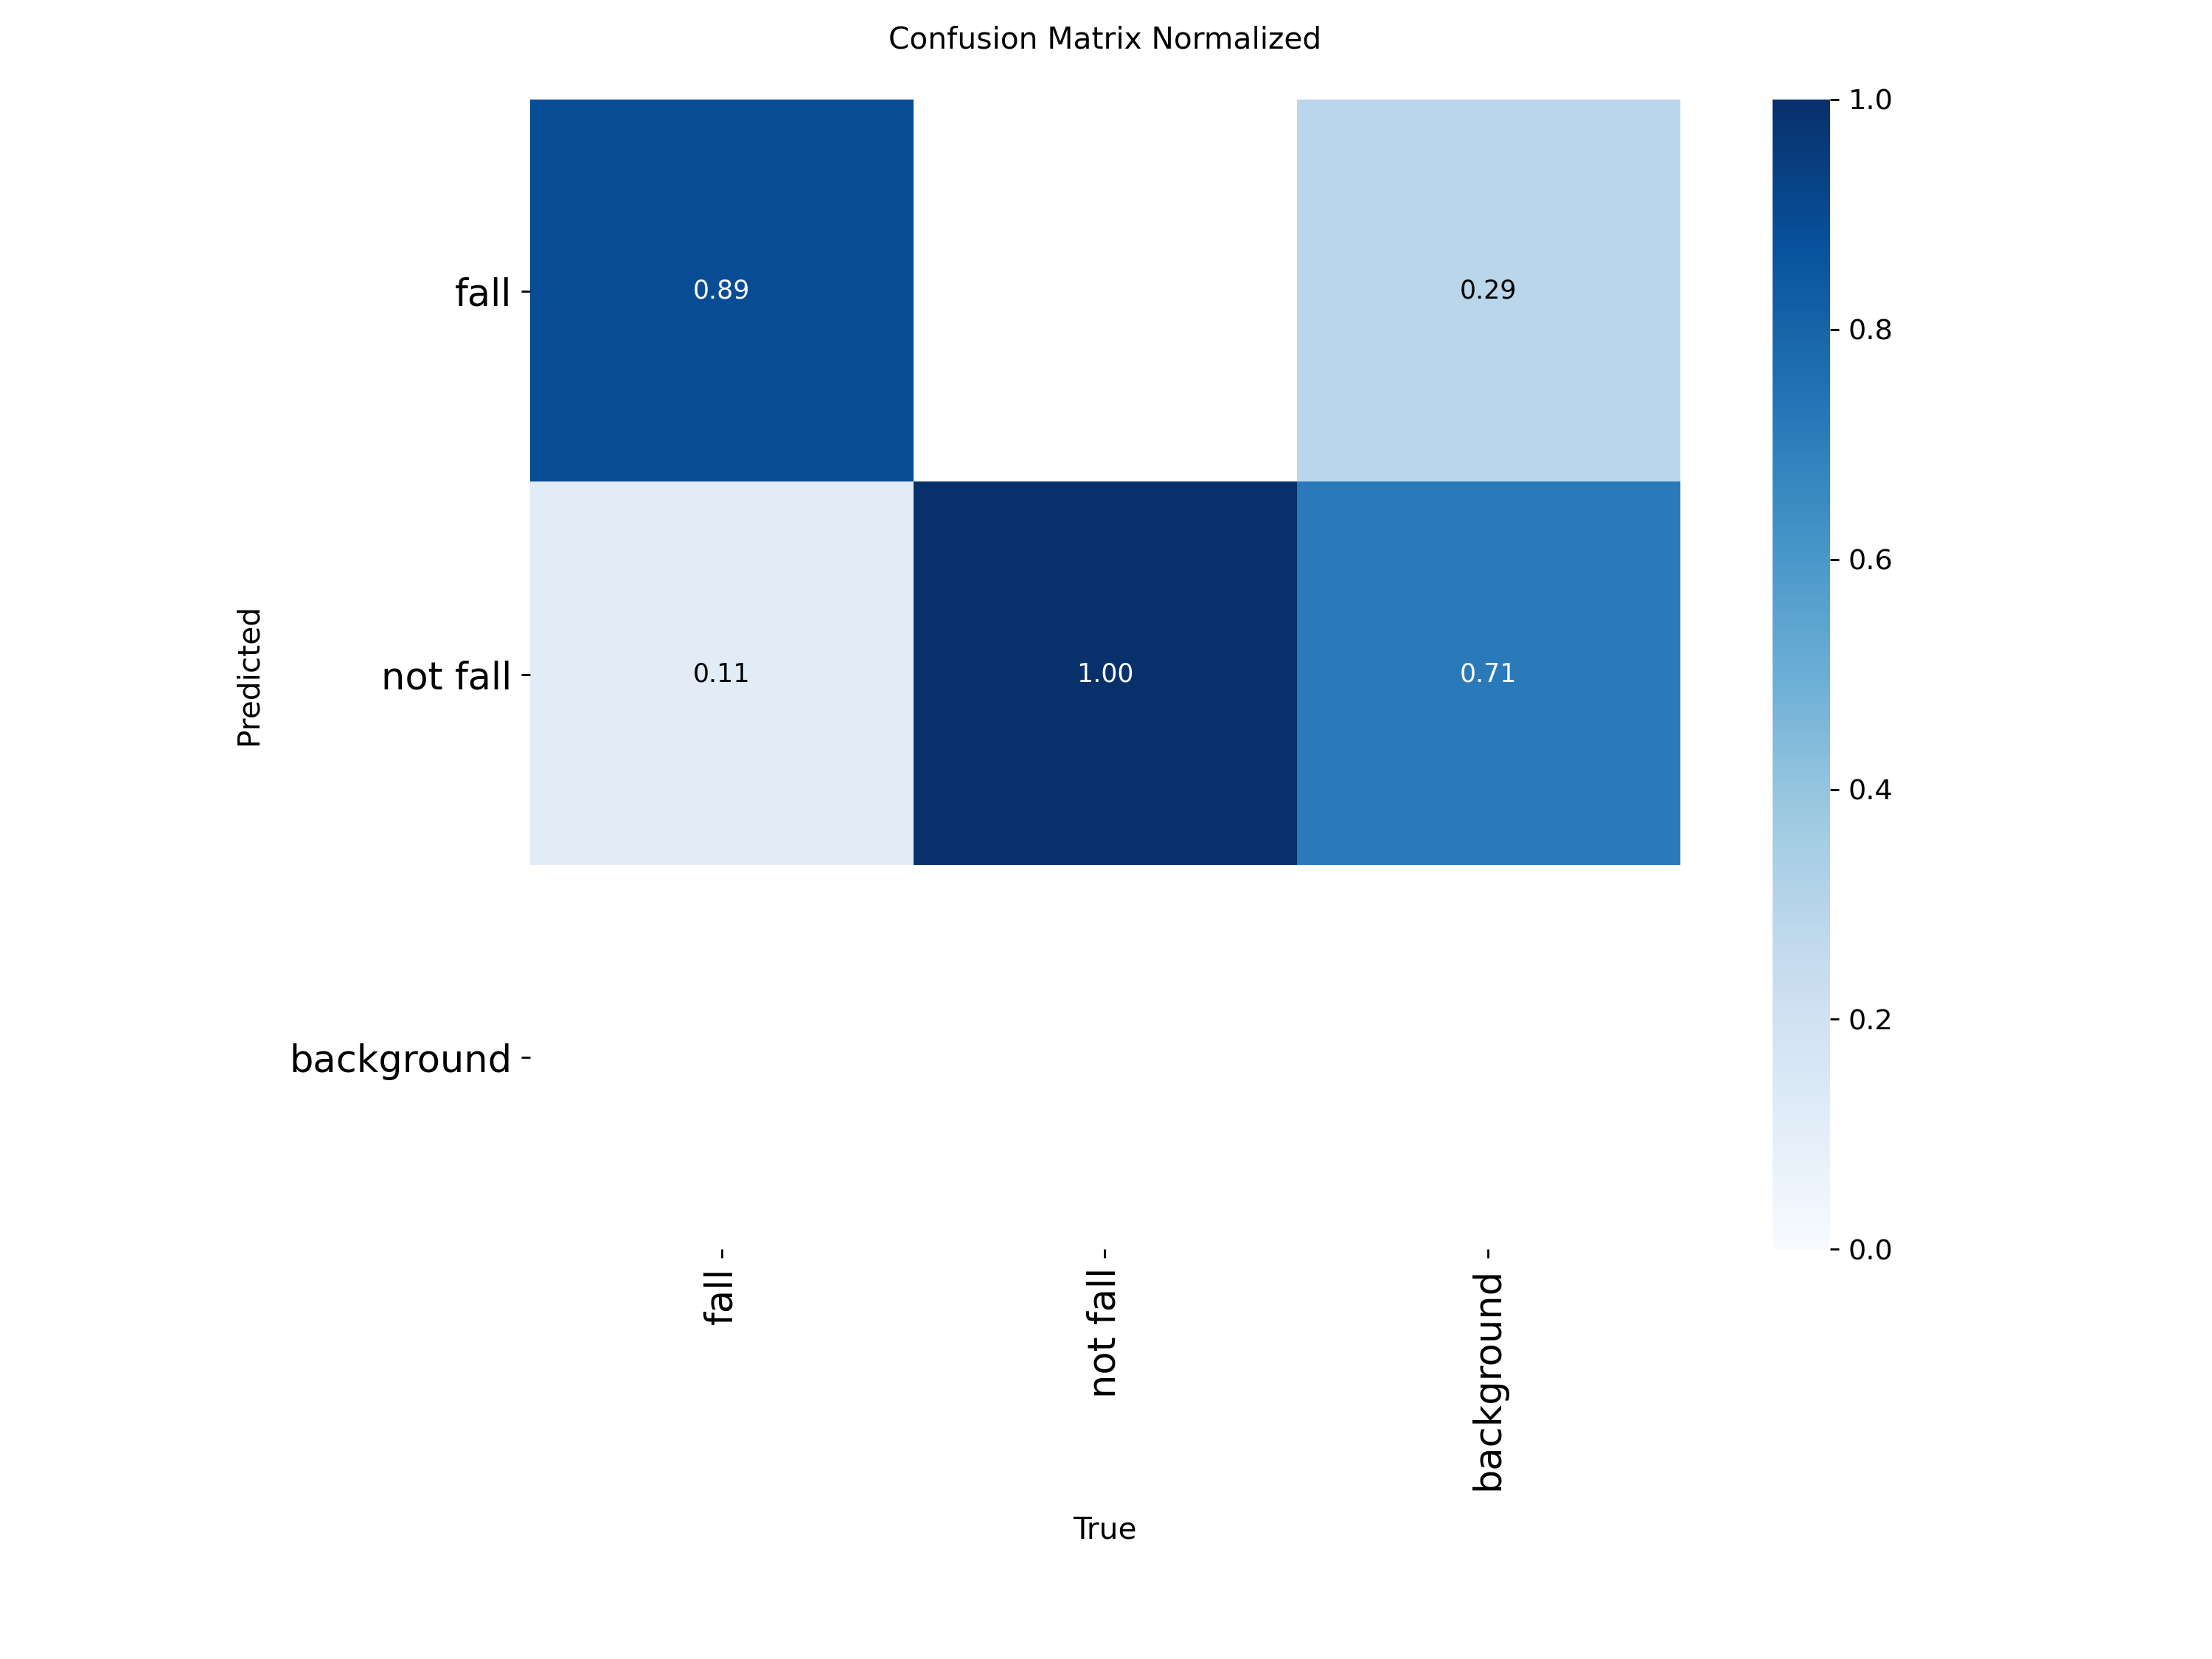 Confusion Matrix Normalized
1.0
fall
0.89
0.29
0.8
0.6
Predicted
not fall
0.11
1.00
0.71
0.4
background
0.2
0.0
fall
not fall
background
True